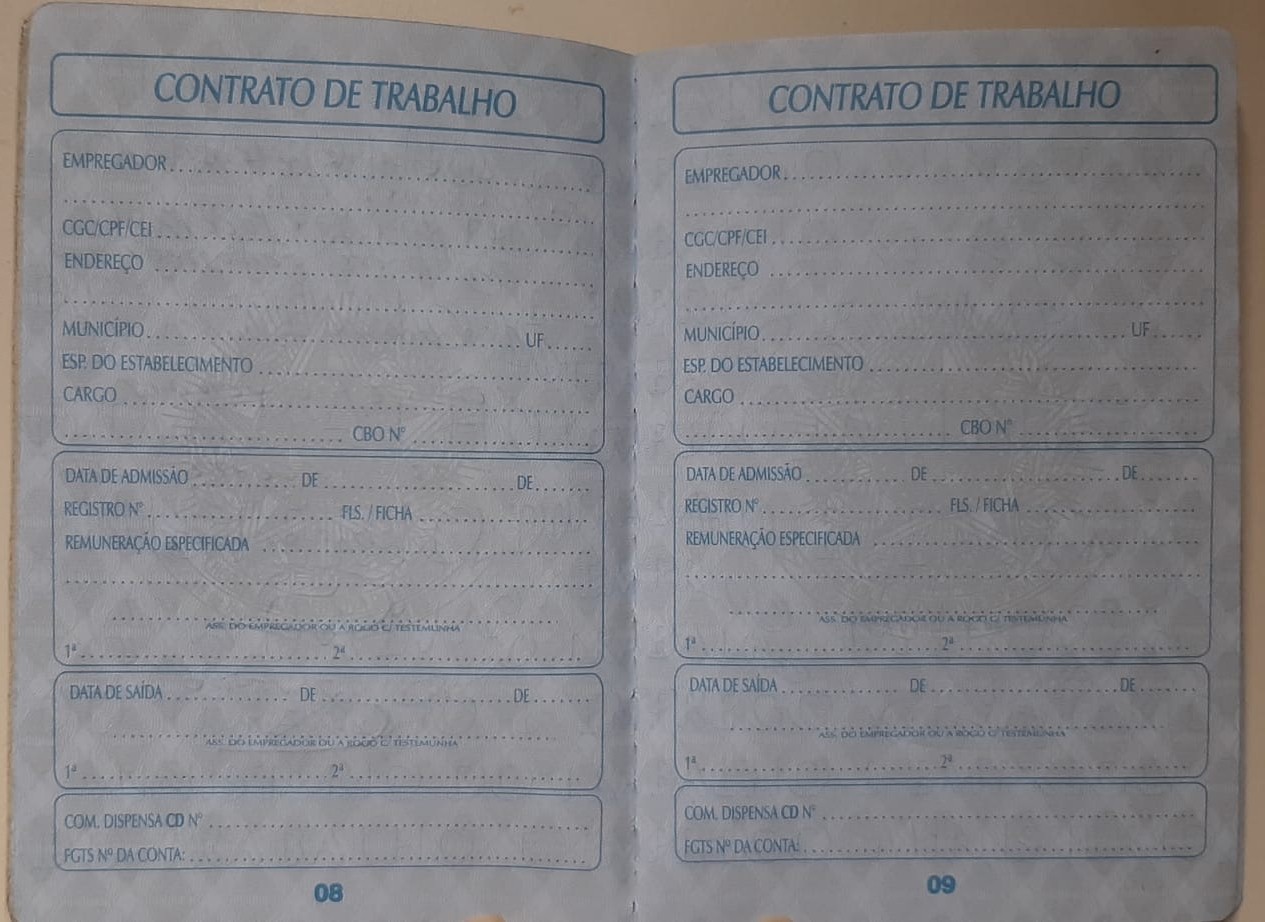 CONTRATO DE TRABALHO
EMPREGADOR
CGC/CPF/CEI
ENDEREÇO
MUNICÍPIO UF
ESP. DO ESTABELECIMENTO
CARGO
CBO Nº
DATA DE ADMISSÃO DE DE
REGISTRO Nº FLS. / FICHA
REMUNERAÇÃO ESPECIFICADA
ASS. DO EMPREGADOR OU A ROGO C/ TESTEMUNHA
1ª 2ª
DATA DE SAÍDA DE DE
ASS. DO EMPREGADOR OU A ROGO C/ TESTEMUNHA
1ª 2ª
COM. DISPENSA CD Nº
FGTS Nº DA CONTA:
08
CONTRATO DE TRABALHO
EMPREGADOR
CGC/CPF/CEI
ENDEREÇO
MUNICÍPIO UF
ESP. DO ESTABELECIMENTO
CARGO
CBO Nº
DATA DE ADMISSÃO DE DE
REGISTRO Nº FLS. / FICHA
REMUNERAÇÃO ESPECIFICADA
ASS. DO EMPREGADOR OU A ROGO C/ TESTEMUNHA
1ª 2ª
DATA DE SAÍDA DE DE
ASS. DO EMPREGADOR OU A ROGO C/ TESTEMUNHA
1ª 2ª
COM. DISPENSA CD Nº
FGTS Nº DA CONTA:
09